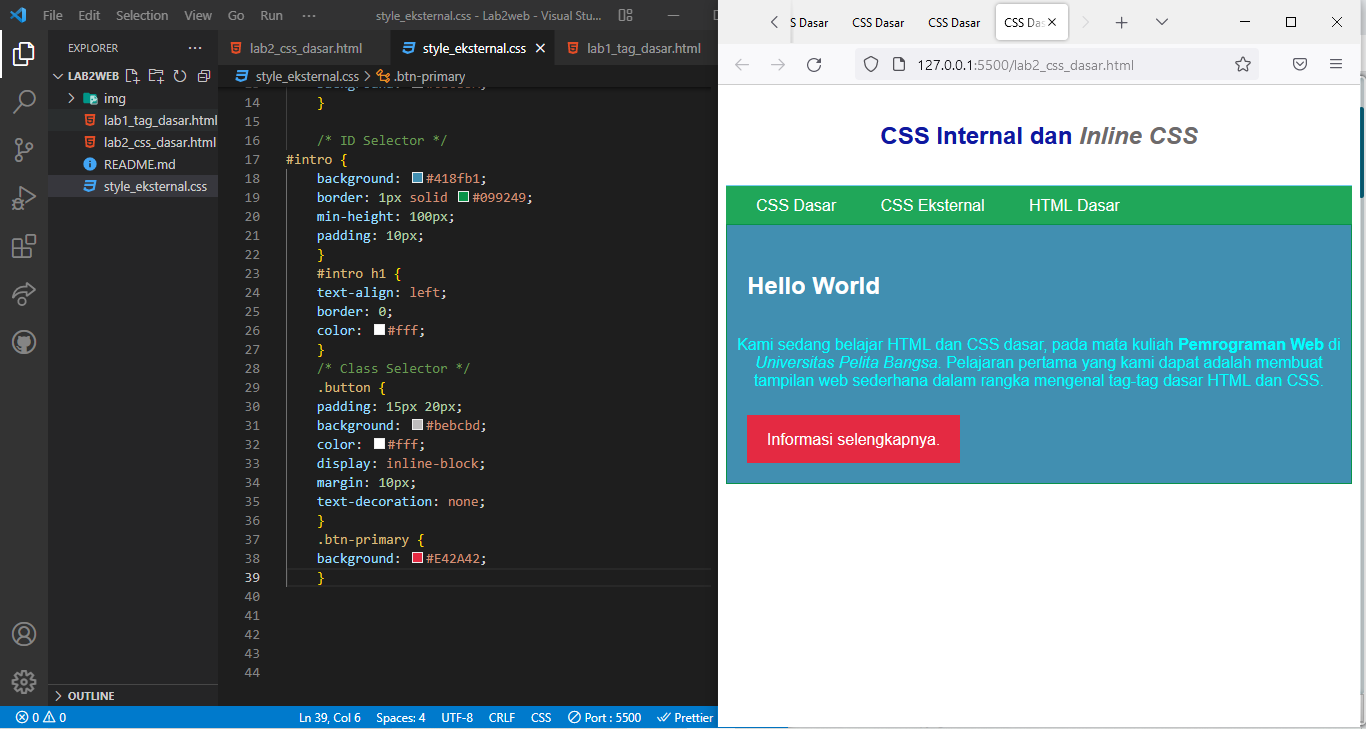 File Edit Selection View Go Run ··· style_eksternal.css - Lab2web - Visual Stu...
EXPLORER ···
LAB2WEB
img
lab1_tag_dasar.html
lab2_css_dasar.html
README.md
style_eksternal.css
OUTLINE
lab2_css_dasar.html style_eksternal.css lab1_tag_dasar.html
style_eksternal.css > .btn-primary
14 }
15
16 /* ID Selector */
17 #intro {
18 background: #418fb1;
19 border: 1px solid #099249;
20 min-height: 100px;
21 padding: 10px;
22 }
23 #intro h1 {
24 text-align: left;
25 border: 0;
26 color: #fff;
27 }
28 /* Class Selector */
29 .button {
30 padding: 15px 20px;
31 background: #bebcbd;
32 color: #fff;
33 display: inline-block;
34 margin: 10px;
35 text-decoration: none;
36 }
37 .btn-primary {
38 background: #E42A42;
39 }
40
41
42
43
44
0 0 Ln 39, Col 6 Spaces: 4 UTF-8 CRLF CSS Port : 5500 Prettier
S Dasar CSS Dasar CSS Dasar CSS Das
127.0.0.1:5500/lab2_css_dasar.html
CSS Internal dan Inline CSS
CSS Dasar CSS Eksternal HTML Dasar
Hello World
Kami sedang belajar HTML dan CSS dasar, pada mata kuliah Pemrograman Web di
Universitas Pelita Bangsa. Pelajaran pertama yang kami dapat adalah membuat
tampilan web sederhana dalam rangka mengenal tag-tag dasar HTML dan CSS.
Informasi selengkapnya.